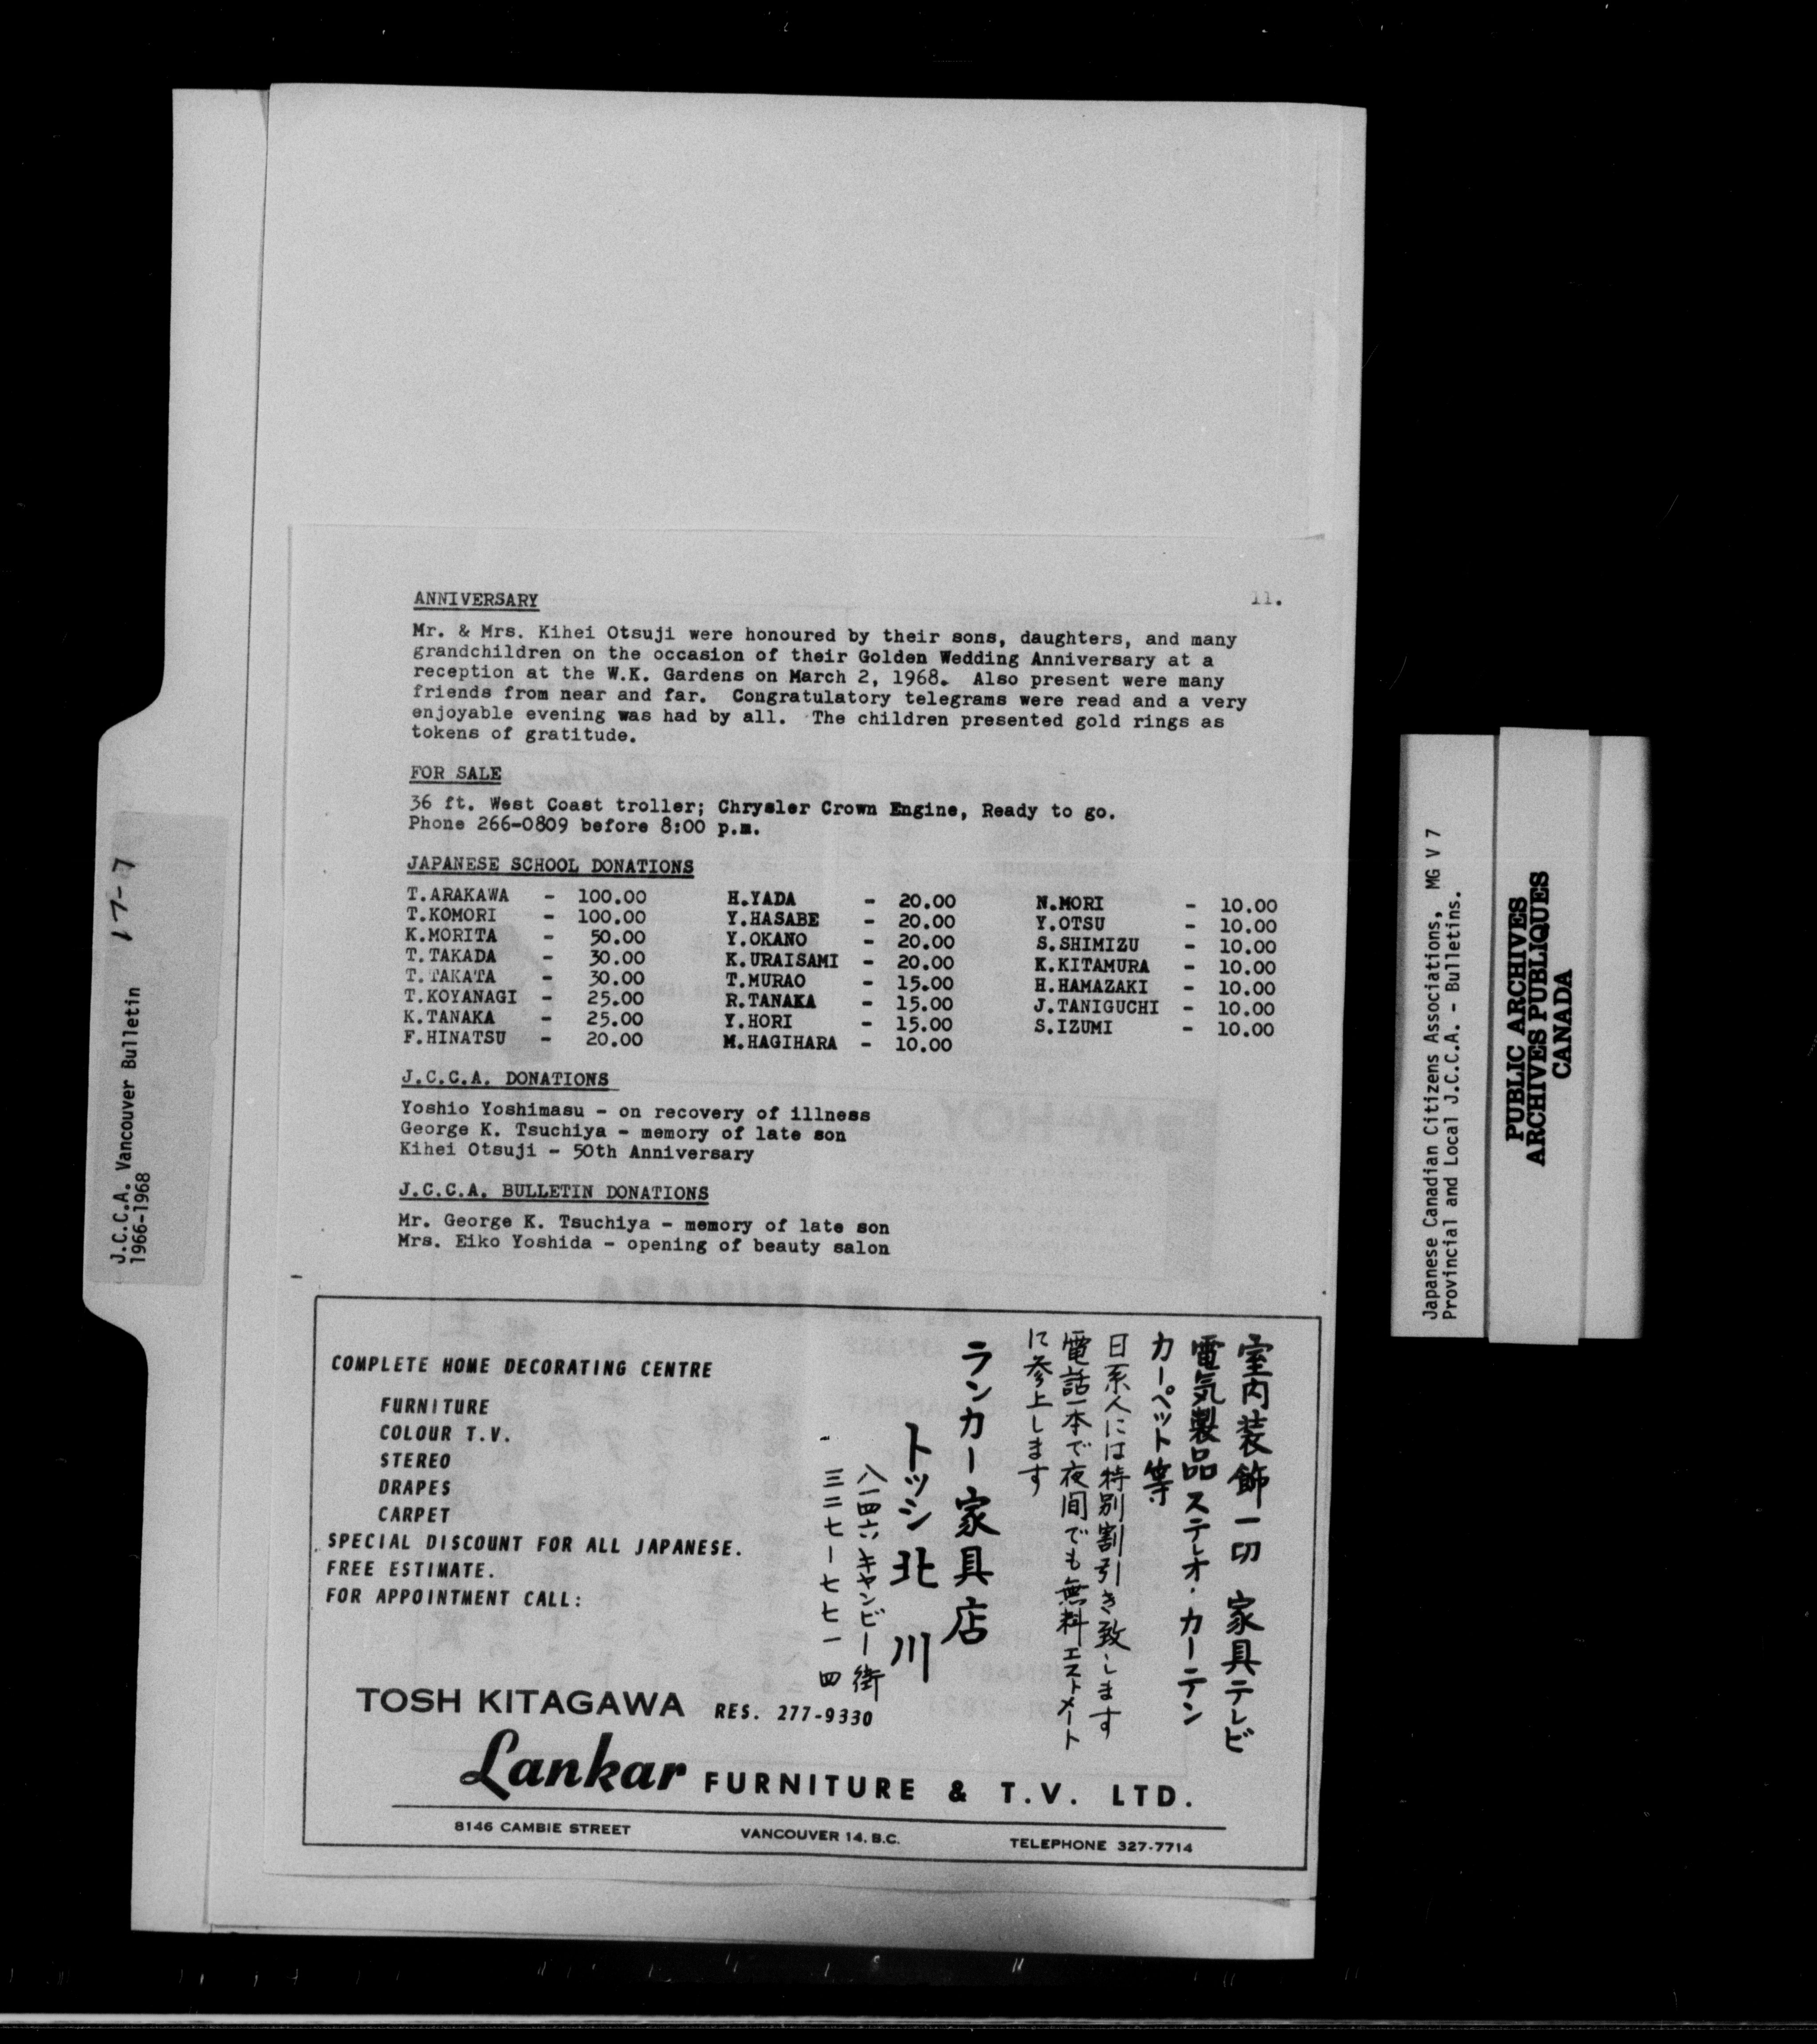 11.
ANNIVERSARY
Mr. & Mrs. Kihei Otsuji were honoured by their sons, daughters, and many
grandchildren on the occasion of their Golden Wedding Anniversary at a
reception at the W.K. Gardens on March 2, 1968. Also present were many
friends from near and far. Congratulatory telegrams were read and a very
enjoyable evening was had by all. The children presented gold rings as
tokens of gratitude.
FOR SALE
36 ft. West Coast troller; Chrysler Crown Engine, Ready to go.
Phone 266-0809 before 8:00 p.m.
JAPANESE SCHOOL DONATIONS
T.ARAKAWA - 100.00
T.KOMORI - 100.00
K.MORITA - 50.00
T.TAKADA - 30.00
T.TAKATA - 30.00
T.KOYANAGI - 25.00
K.TANAKA - 25.00
F.HINATSU - 20.00
H.YADA - 20.00
Y.HASABE - 20.00
Y.OKANO - 20.00
K.URAISAMI - 20.00
T.MURAO - 15.00
R.TANAKA - 15.00
Y.HORI - 15.00
M.HAGIHARA - 10.00
N.MORI - 10.00
Y.OTSU - 10.00
S.SHIMIZU - 10.00
K.KITAMURA - 10.00
H.HAMAZAKI - 10.00
J.TANIGUCHI - 10.00
S.IZUMI - 10.00
J.C.C.A. DONATIONS
Yoshio Yoshimasu - on recovery of illness
George K. Tsuchiya - memory of late son
Kihei Otsuji - 50th Anniversary
J.C.C.A. BULLETIN DONATIONS
Mr. George K. Tsuchiya - memory of late son
Mrs. Eiko Yoshida - opening of beauty salon
COMPLETE HOME DECORATING CENTRE
FURNITURE
COLOUR T.V.
STEREO
DRAPES
CARPET
SPECIAL DISCOUNT FOR ALL JAPANESE.
FREE ESTIMATE.
FOR APPOINTMENT CALL:
室内装飾一切 家具テレビ
電気製品 ステレオ・カーテン
カーペット等
日系人には特別割引き致します
電話一本で夜間でも無料エストメート
に参上します
ランカー家具店
トッシ北川
八一四六キャンビー街
三二七ー七七一四
TOSH KITAGAWA RES. 277-9330
Lankar FURNITURE & T.V. LTD.
8146 CAMBIE STREET VANCOUVER 14, B.C. TELEPHONE 327-7714
J.C.C.A. Vancouver Bulletin 17-7
1966-1968
Japanese Canadian Citizens Associations, MG V 7
Provincial and Local J.C.C.A. - Bulletins.
PUBLIC ARCHIVES
ARCHIVES PUBLIQUES
CANADA